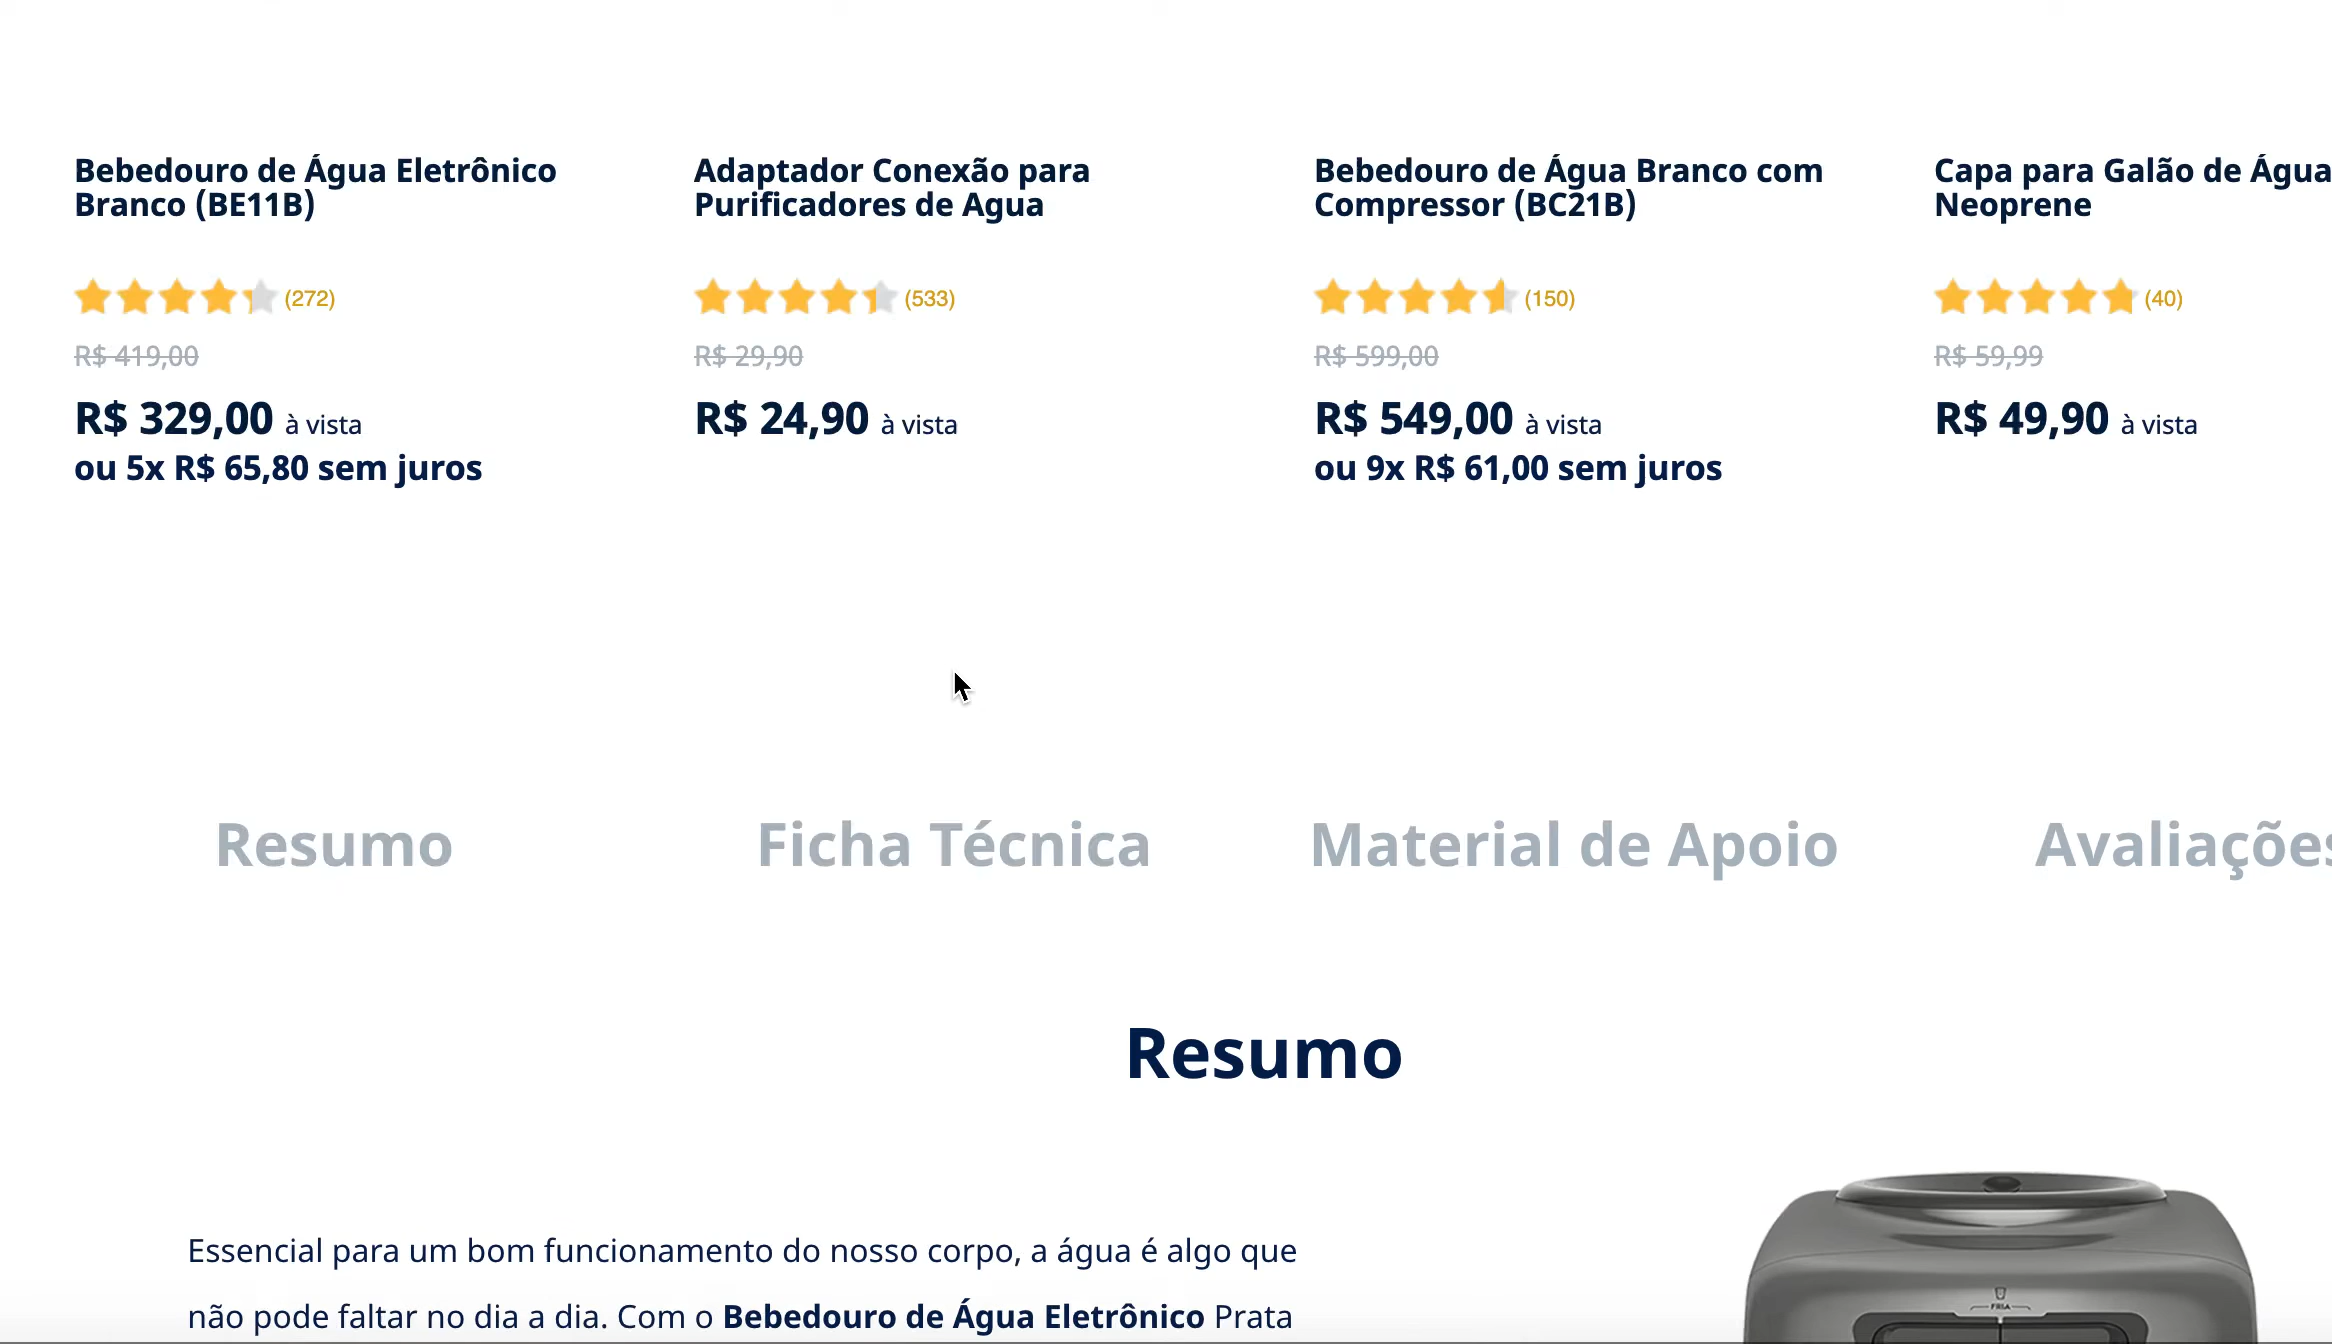 Bebedouro de Água Eletrônico
Branco (BE11B)
(272)
R$ 419,00
R$ 329,00 à vista
ou 5x R$ 65,80 sem juros
Adaptador Conexão para
Purificadores de Agua
(533)
R$ 29,90
R$ 24,90 à vista
Bebedouro de Água Branco com
Compressor (BC21B)
(150)
R$ 599,00
R$ 549,00 à vista
ou 9x R$ 61,00 sem juros
Capa para Galão de Água
Neoprene
(40)
R$ 59,99
R$ 49,90 à vista
Resumo
Ficha Técnica
Material de Apoio
Avaliações
Resumo
Essencial para um bom funcionamento do nosso corpo, a água é algo que
não pode faltar no dia a dia. Com o Bebedouro de Água Eletrônico Prata
FRIA